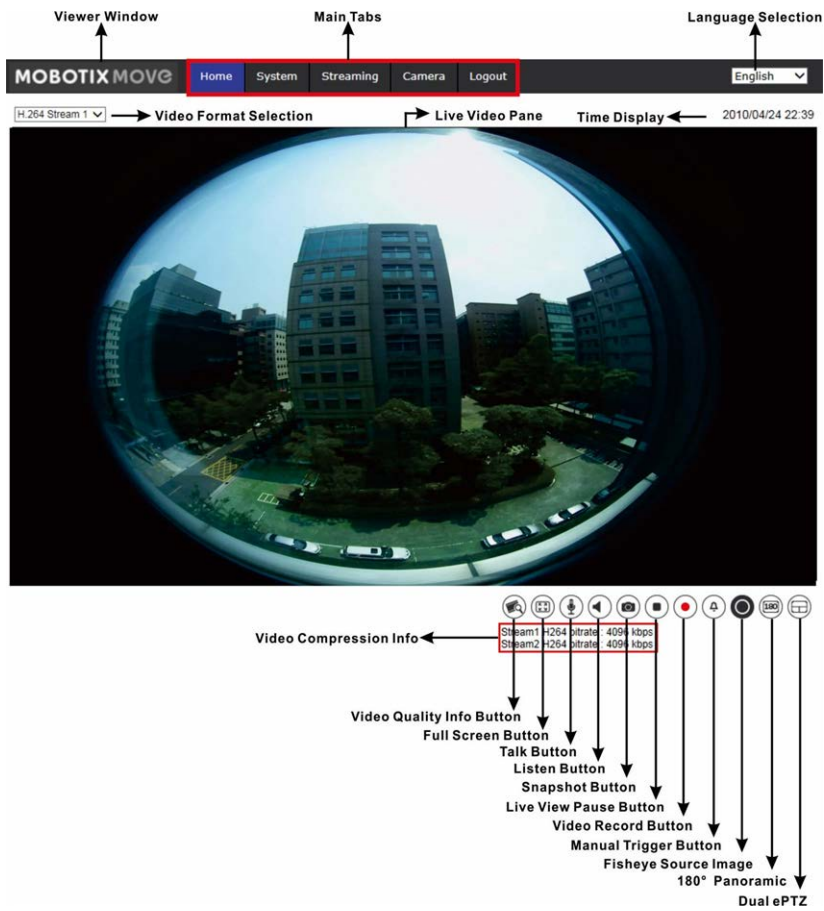 Viewer Window Main Tabs Language Selection
MOBOTIX MOVE Home System Streaming Camera Logout English
H.264 Stream 1 Video Format Selection Live Video Pane Time Display 2010/04/24 22:39
180
Video Compression Info Stream1 H264 bitrate : 4096 kbps
Stream2 H264 bitrate : 4096 kbps
Video Quality Info Button
Full Screen Button
Talk Button
Listen Button
Snapshot Button
Live View Pause Button
Video Record Button
Manual Trigger Button
Fisheye Source Image
180° Panoramic
Dual ePTZ